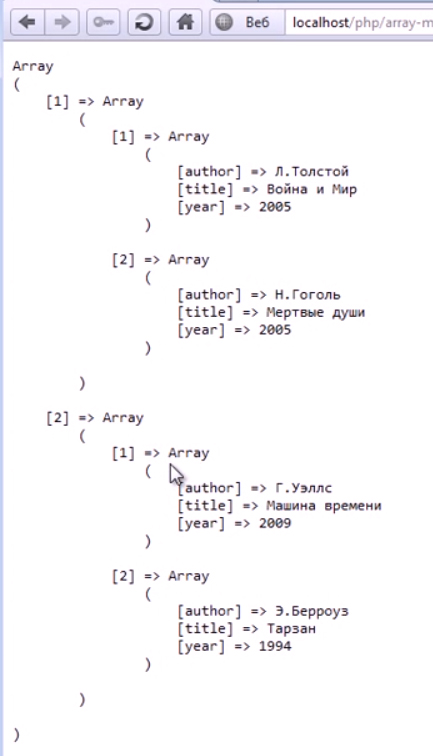 Веб
localhost/php/array-m
Array
(
[1] => Array
(
[1] => Array
(
[author] => Л.Толстой
[title] => Война и Мир
[year] => 2005
)
[2] => Array
(
[author] => Н.Гоголь
[title] => Мертвые души
[year] => 2005
)
)
[2] => Array
(
[1] => Array
(
[author] => Г.Уэллс
[title] => Машина времени
[year] => 2009
)
[2] => Array
(
[author] => Э.Берроуз
[title] => Тарзан
[year] => 1994
)
)
)